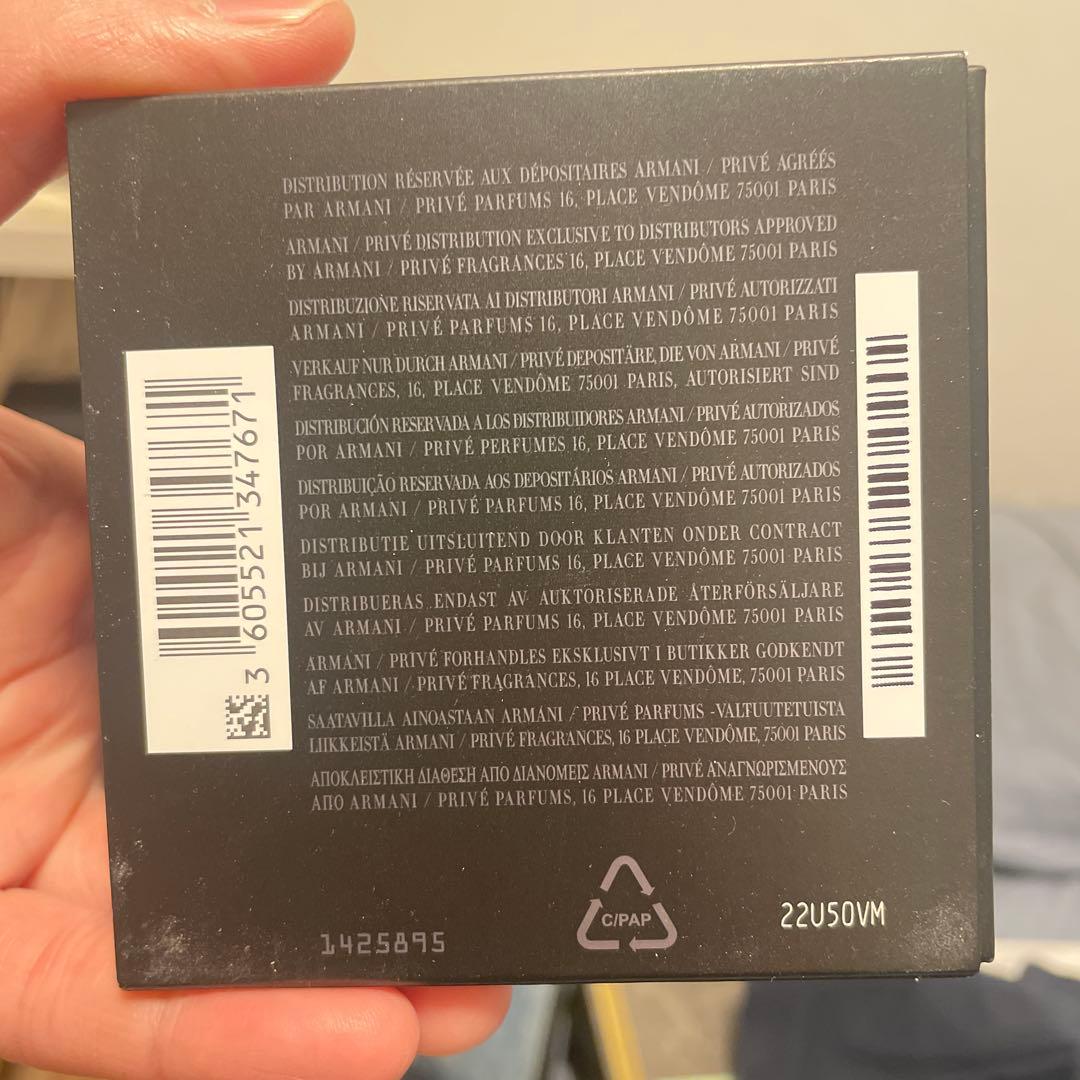 DISTRIBUTION RÉSERVÉE AUX DÉPOSITAIRES ARMANI / PRIVÉ AGRÉÉS
PAR ARMANI / PRIVÉ PARFUMS 16, PLACE VENDÔME 75001 PARIS
ARMANI / PRIVÉ DISTRIBUTION EXCLUSIVE TO DISTRIBUTORS APPROVED
BY ARMANI / PRIVÉ FRAGRANCES 16, PLACE VENDÔME 75001 PARIS
DISTRIBUZIONE RISERVATA AI DISTRIBUTORI ARMANI / PRIVÉ AUTORIZZATI
ARMANI / PRIVÉ PARFUMS 16, PLACE VENDÔME 75001 PARIS
VERKAUF NUR DURCH ARMANI / PRIVÉ DEPOSITÄRE, DIE VON ARMANI / PRIVÉ
FRAGRANCES, 16, PLACE VENDÔME 75001 PARIS, AUTORISIERT SIND
DISTRIBUCIÓN RESERVADA A LOS DISTRIBUIDORES ARMANI / PRIVÉ AUTORIZADOS
POR ARMANI / PRIVÉ PERFUMES 16, PLACE VENDÔME 75001 PARIS
DISTRIBUIÇÃO RESERVADA AOS DEPOSITÁRIOS ARMANI / PRIVÉ AUTORIZADOS
POR ARMANI / PRIVÉ PARFUMS 16, PLACE VENDÔME 75001 PARIS
DISTRIBUTIE UITSLUITEND DOOR KLANTEN ONDER CONTRACT
BIJ ARMANI / PRIVÉ PARFUMS 16, PLACE VENDÔME 75001 PARIS
DISTRIBUERAS ENDAST AV AUKTORISERADE ÅTERFÖRSÄLJARE
AV ARMANI / PRIVÉ PARFUMS 16, PLACE VENDÔME 75001 PARIS
ARMANI / PRIVÉ FORHANDLES EKSKLUSIVT I BUTIKKER GODKENDT
AF ARMANI / PRIVÉ FRAGRANCES, 16 PLACE VENDÔME, 75001 PARIS
SAATAVILLA AINOASTAAN ARMANI / PRIVÉ PARFUMS -VALTUUTETUISTA
LIIKKEISTÄ ARMANI / PRIVÉ FRAGRANCES, 16 PLACE VENDÔME, 75001 PARIS
ΑΠΟΚΛΕΙΣΤΙΚΗ ΔΙΑΘΕΣΗ ΑΠΟ ΔΙΑΝΟΜΕΙΣ ARMANI / PRIVÉ ΑΝΑΓΝΩΡΙΣΜΕΝΟΥΣ
ΑΠΟ ARMANI / PRIVÉ PARFUMS, 16 PLACE VENDÔME 75001 PARIS
3 605521 347671
C/PAP
22U50VM
1425895